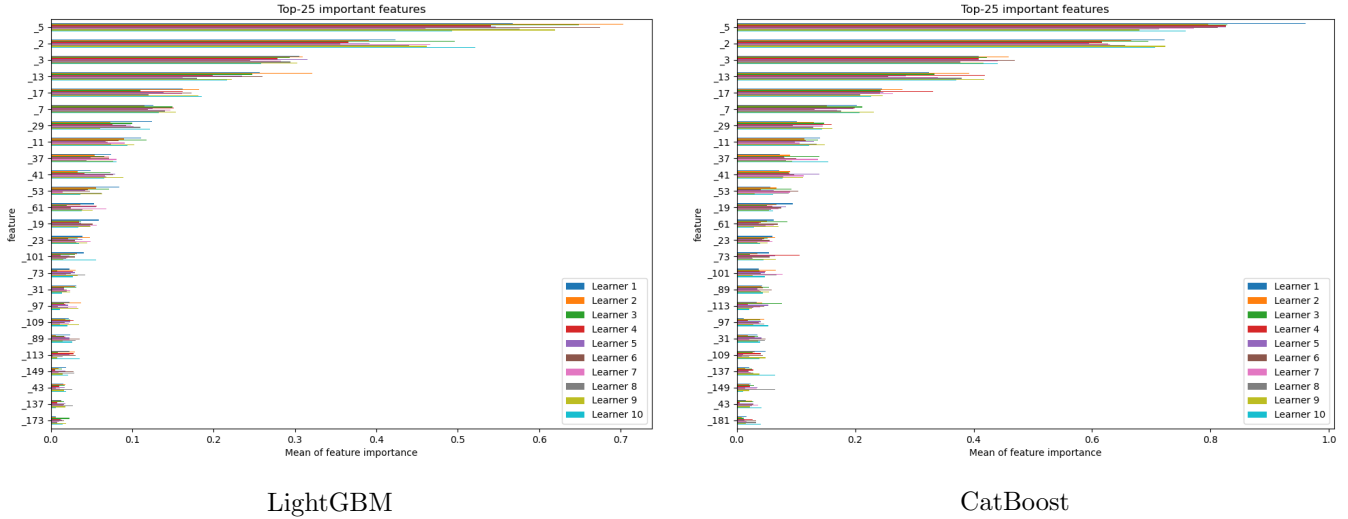 Top-25 important features
_5
_2
_3
_13
_17
_7
_29
_11
_37
_41
_53
_61
_19
_23
_101
_73
_31
_97
_109
_89
_113
_149
_43
_137
_173
feature
Learner 1
Learner 2
Learner 3
Learner 4
Learner 5
Learner 6
Learner 7
Learner 8
Learner 9
Learner 10
0.0 0.1 0.2 0.3 0.4 0.5 0.6 0.7
Mean of feature importance
LightGBM
Top-25 important features
_5
_2
_3
_13
_17
_7
_29
_11
_37
_41
_53
_19
_61
_23
_73
_101
_89
_113
_97
_31
_109
_137
_149
_43
_181
feature
Learner 1
Learner 2
Learner 3
Learner 4
Learner 5
Learner 6
Learner 7
Learner 8
Learner 9
Learner 10
0.0 0.2 0.4 0.6 0.8 1.0
Mean of feature importance
CatBoost